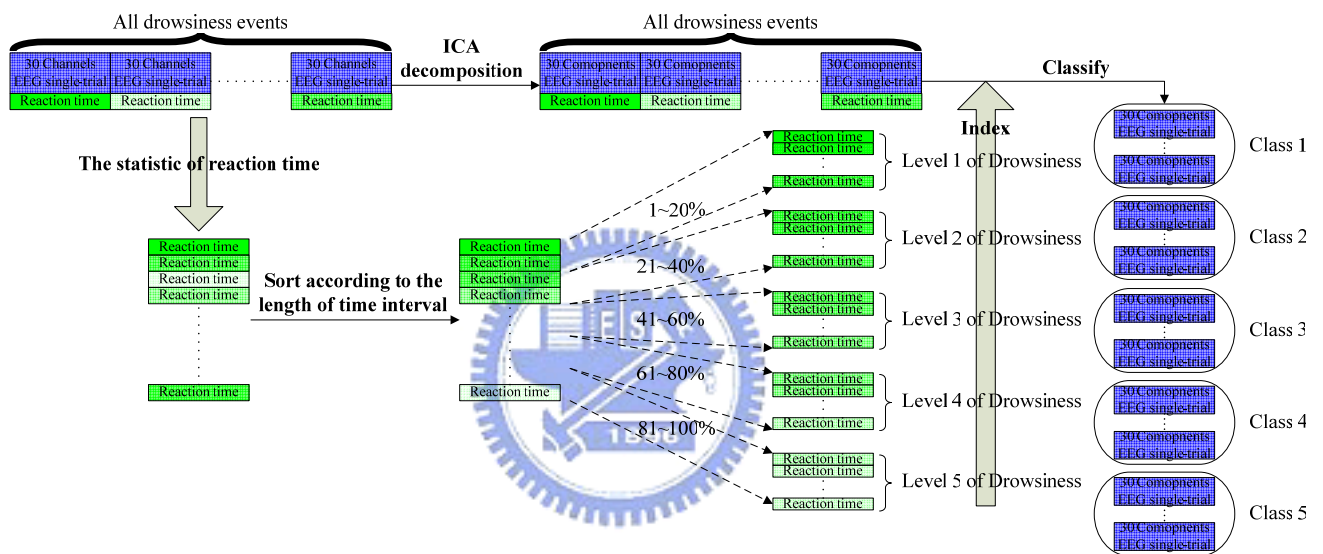 All drowsiness events
All drowsiness events
30 Channels
EEG single-trial
Reaction time
30 Channels
EEG single-trial
Reaction time
30 Channels
EEG single-trial
Reaction time
ICA
decomposition
30 Comopnents
EEG single-trial
Reaction time
30 Comopnents
EEG single-trial
Reaction time
30 Comopnents
EEG single-trial
Reaction time
Classify
The statistic of reaction time
Reaction time
Reaction time
Reaction time
Reaction time
Reaction time
Sort according to the
length of time interval
Reaction time
Reaction time
Reaction time
Reaction time
Reaction time
1~20%
21~40%
41~60%
61~80%
81~100%
Reaction time
Reaction time
Reaction time
Level 1 of Drowsiness
Reaction time
Reaction time
Reaction time
Level 2 of Drowsiness
Reaction time
Reaction time
Reaction time
Level 3 of Drowsiness
Reaction time
Reaction time
Reaction time
Level 4 of Drowsiness
Reaction time
Reaction time
Reaction time
Level 5 of Drowsiness
Index
30 Comopnents
EEG single-trial
30 Comopnents
EEG single-trial
Class 1
30 Comopnents
EEG single-trial
30 Comopnents
EEG single-trial
Class 2
30 Comopnents
EEG single-trial
30 Comopnents
EEG single-trial
Class 3
30 Comopnents
EEG single-trial
30 Comopnents
EEG single-trial
Class 4
30 Comopnents
EEG single-trial
30 Comopnents
EEG single-trial
Class 5